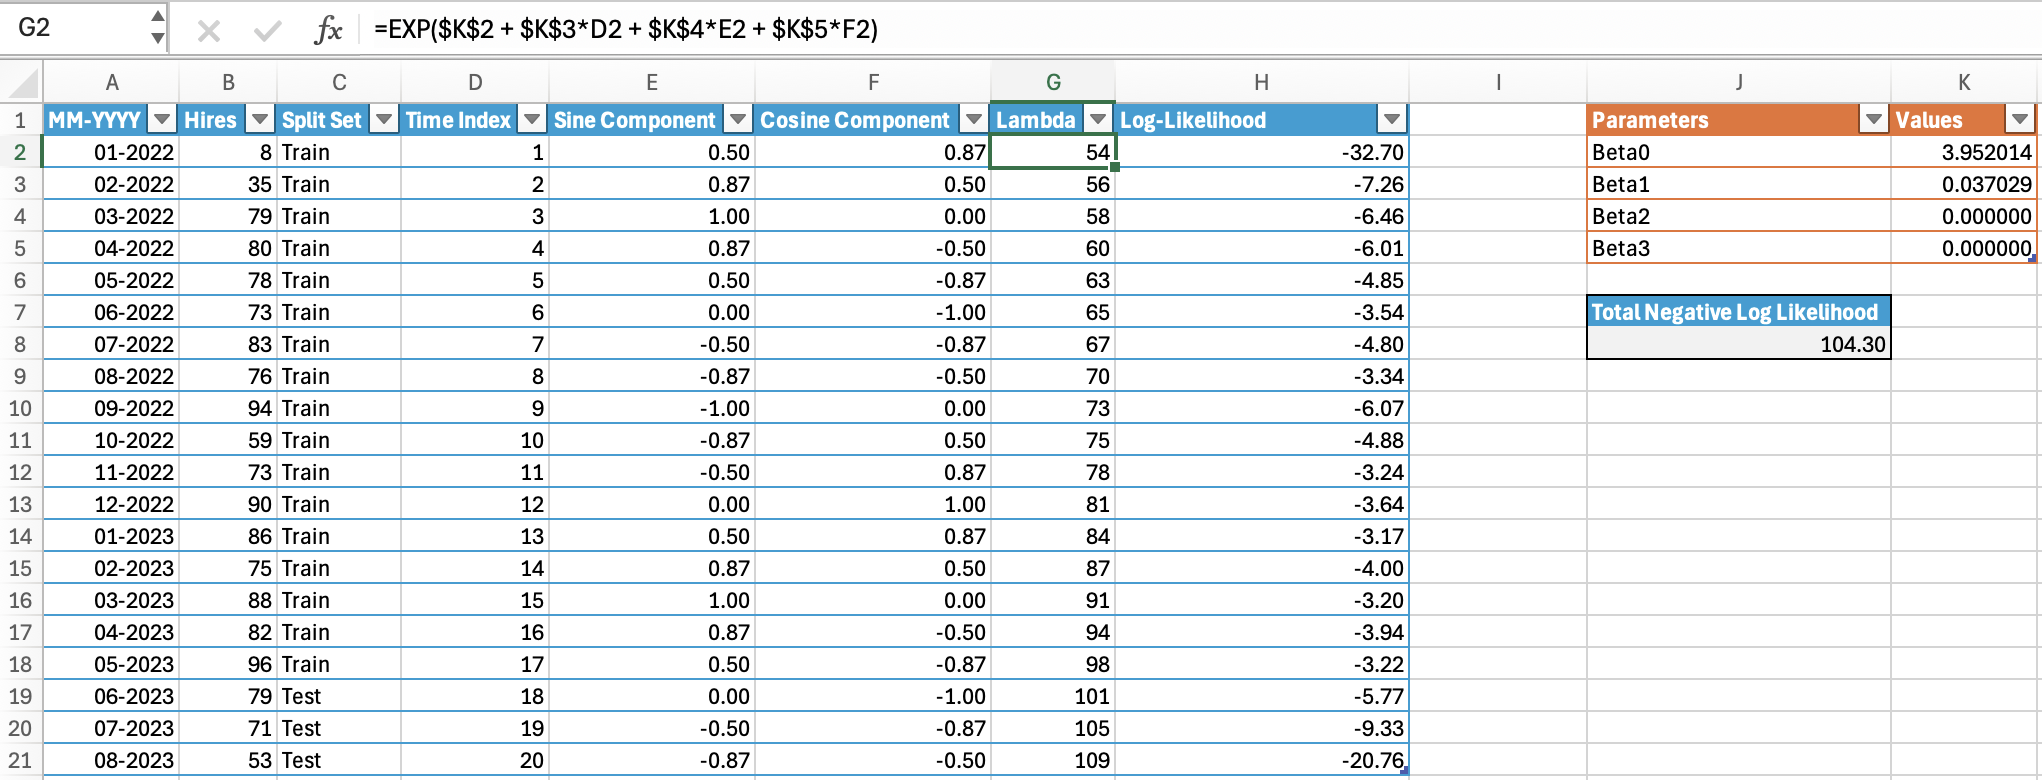 G2 fx =EXP($K$2 + $K$3*D2 + $K$4*E2 + $K$5*F2)
A B C D E F G H I J K
1 MM-YYYY Hires Split Set Time Index Sine Component Cosine Component Lambda Log-Likelihood Parameters Values
2 01-2022 8 Train 1 0.50 0.87 54 -32.70 Beta0 3.952014
3 02-2022 35 Train 2 0.87 0.50 56 -7.26 Beta1 0.037029
4 03-2022 79 Train 3 1.00 0.00 58 -6.46 Beta2 0.000000
5 04-2022 80 Train 4 0.87 -0.50 60 -6.01 Beta3 0.000000
6 05-2022 78 Train 5 0.50 -0.87 63 -4.85
7 06-2022 73 Train 6 0.00 -1.00 65 -3.54 Total Negative Log Likelihood
8 07-2022 83 Train 7 -0.50 -0.87 67 -4.80 104.30
9 08-2022 76 Train 8 -0.87 -0.50 70 -3.34
10 09-2022 94 Train 9 -1.00 0.00 73 -6.07
11 10-2022 59 Train 10 -0.87 0.50 75 -4.88
12 11-2022 73 Train 11 -0.50 0.87 78 -3.24
13 12-2022 90 Train 12 0.00 1.00 81 -3.64
14 01-2023 86 Train 13 0.50 0.87 84 -3.17
15 02-2023 75 Train 14 0.87 0.50 87 -4.00
16 03-2023 88 Train 15 1.00 0.00 91 -3.20
17 04-2023 82 Train 16 0.87 -0.50 94 -3.94
18 05-2023 96 Train 17 0.50 -0.87 98 -3.22
19 06-2023 79 Test 18 0.00 -1.00 101 -5.77
20 07-2023 71 Test 19 -0.50 -0.87 105 -9.33
21 08-2023 53 Test 20 -0.87 -0.50 109 -20.76